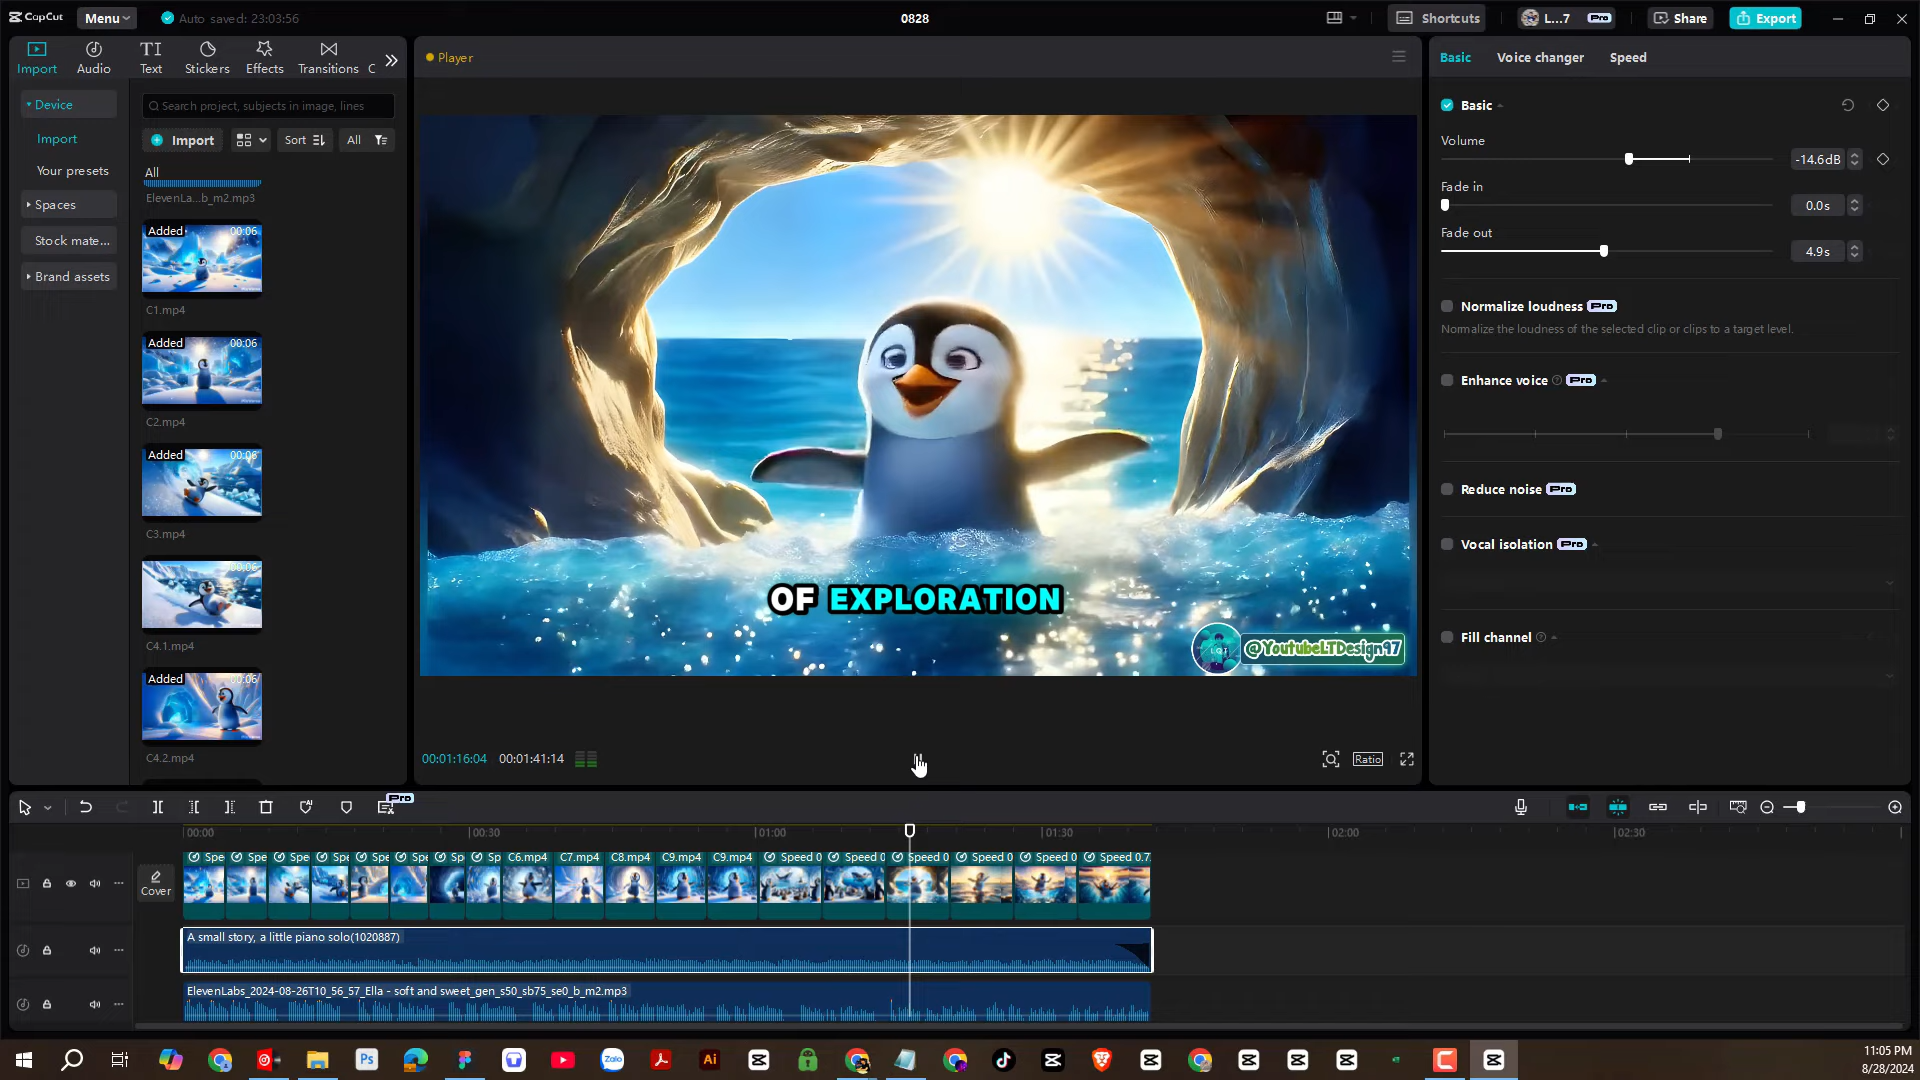 CapCut
Menu
Auto saved: 23:03:56
0828
Shortcuts
L...7
Pro
Share
Export
Import
Audio
TI
Text
Stickers
Effects
Transitions
C
Player
Basic
Voice changer
Speed
Device
Import
Your presets
Spaces
Stock mate...
Brand assets
Search project, subjects in image, lines
Import
Sort
All
All
ElevenLa...b_m2.mp3
Added
00:06
C1.mp4
Added
00:06
C2.mp4
Added
00:06
C3.mp4
Added
00:06
C4.1.mp4
Added
00:06
C4.2.mp4
OF EXPLORATION
@YoutubeLTDesign97
00:01:16:04
00:01:41:14
Ratio
Basic
Volume
-14.6dB
Fade in
0.0s
Fade out
4.9s
Normalize loudness Pro
Normalize the loudness of the selected clip or clips to a target level.
Enhance voice Pro
Reduce noise Pro
Vocal isolation Pro
Fill channel
Pro
00:00
00:30
01:00
01:30
02:00
02:30
Cover
Spe
Spe
Spe
Spe
Spe
Spe
Sp
Sp
C6.mp4
C7.mp4
C8.mp4
C9.mp4
C9.mp4
Speed 0
Speed 0
Speed 0
Speed 0
Speed 0
Speed 0.7
A small story, a little piano solo(1020887)
ElevenLabs_2024-08-26T10_56_57_Ella - soft and sweet_gen_s50_sb75_se0_b_m2.mp3
Ps
Zalo
Ai
11:05 PM
8/28/2024